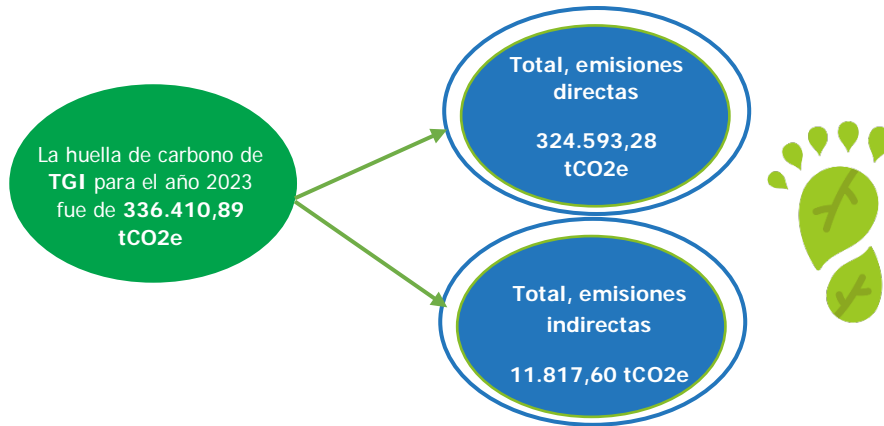 La huella de carbono de
TGI para el año 2023
fue de 336.410,89
tCO2e
Total, emisiones
directas
324.593,28
tCO2e
Total, emisiones
indirectas
11.817,60 tCO2e